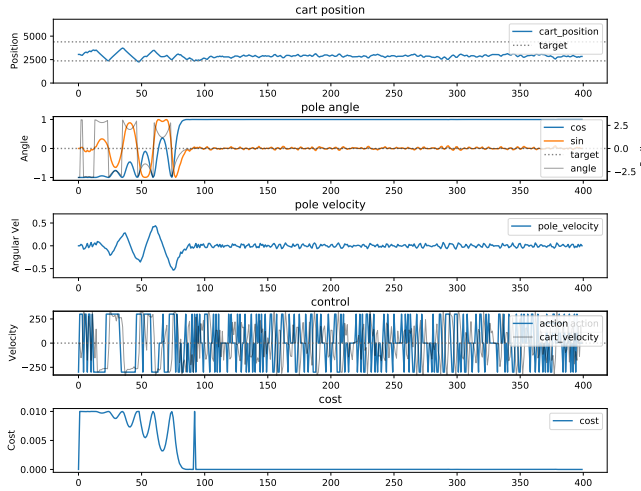 cart position
Position
5000
2500
0
cart_position
target
0 50 100 150 200 250 300 350 400
pole angle
Angle
1
0
−1
cos
sin
target
angle
2.5
0.0
−2.5
0 50 100 150 200 250 300 350 400
pole velocity
Angular Vel
0.5
0.0
−0.5
pole_velocity
0 50 100 150 200 250 300 350 400
control
Velocity
250
0
−250
action action
cart_velocity
0 50 100 150 200 250 300 350 400
cost
Cost
0.010
0.005
0.000
cost
0 50 100 150 200 250 300 350 400